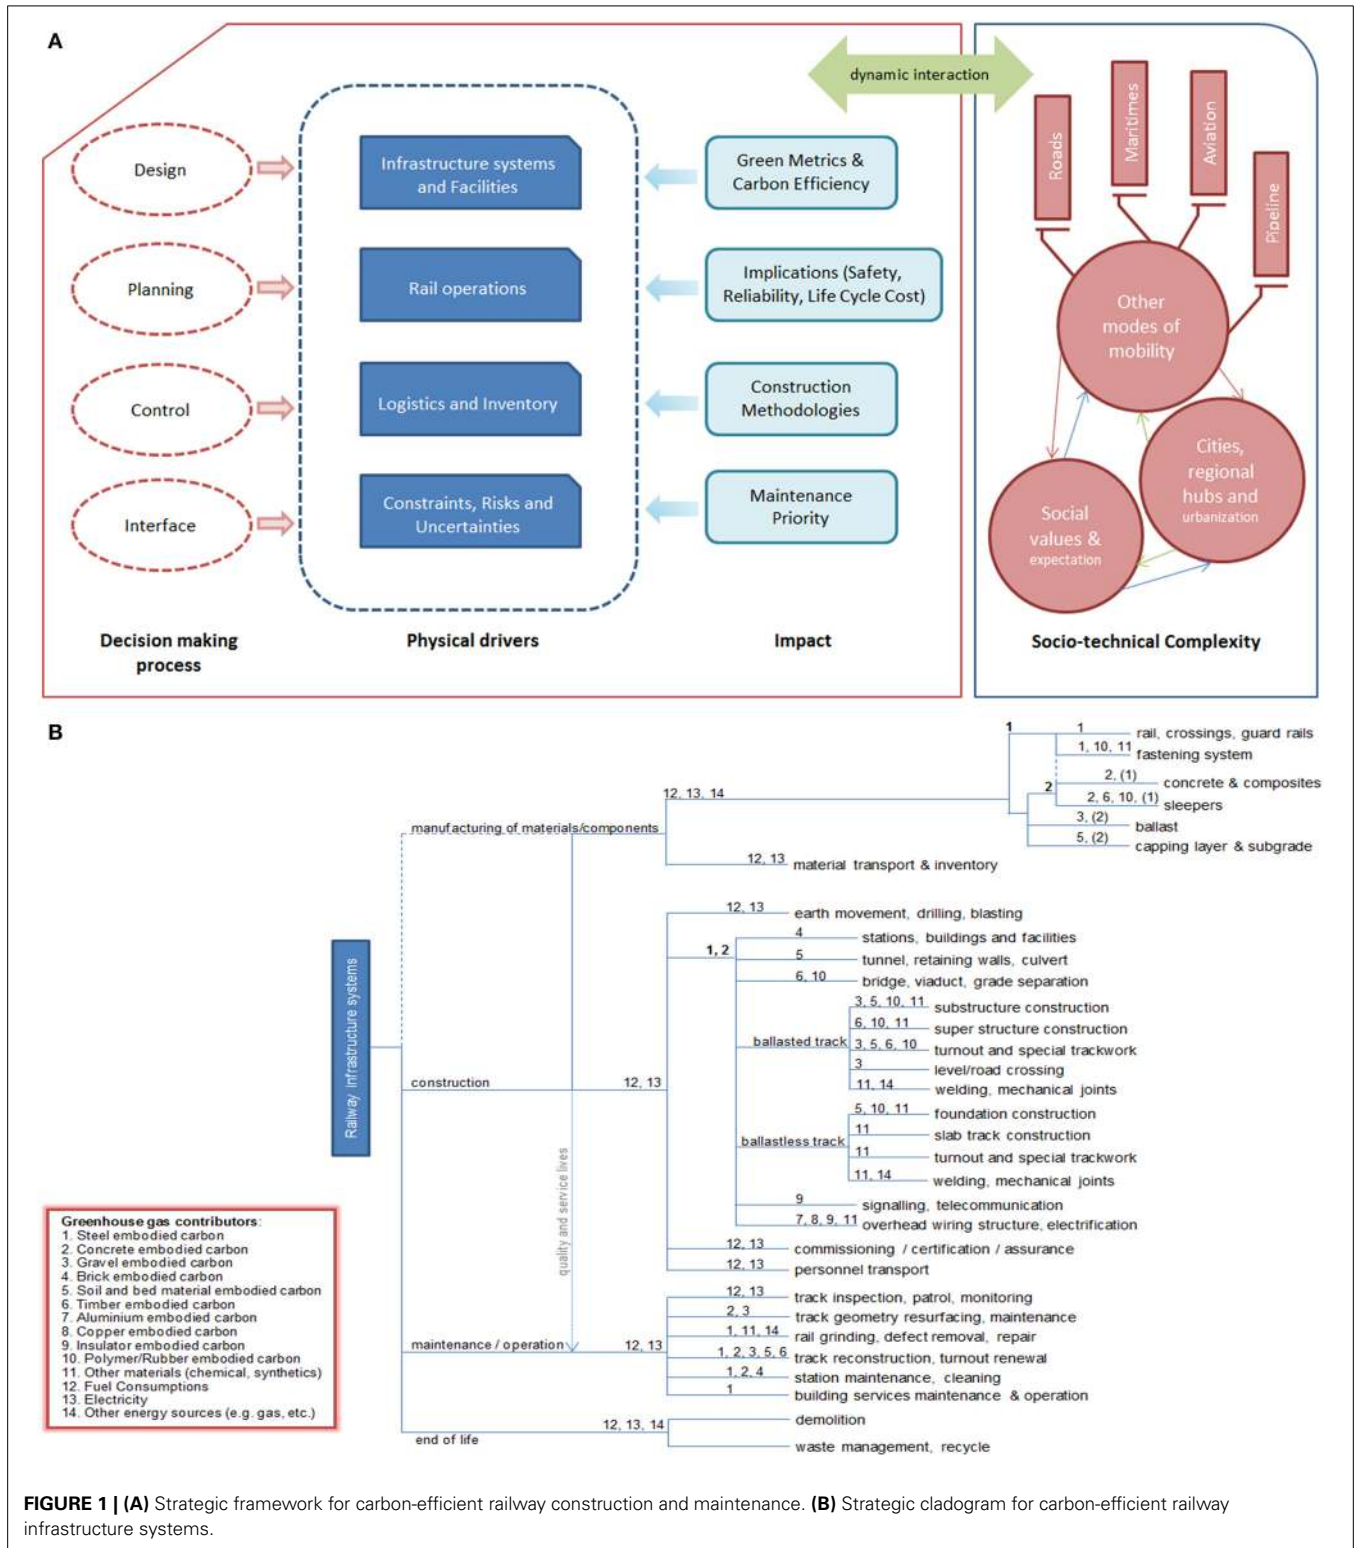 A
dynamic interaction
Roads
Maritimes
Aviation
Pipeline
Design
Infrastructure systems
and Facilities
Green Metrics &
Carbon Efficiency
Planning
Rail operations
Implications (Safety,
Reliability, Life Cycle Cost)
Control
Logistics and Inventory
Construction
Methodologies
Interface
Constraints, Risks and
Uncertainties
Maintenance
Priority
Other
modes of
mobility
Cities,
regional
hubs and
urbanization
Social
values &
expectation
Decision making
process
Physical drivers
Impact
Socio-technical Complexity
B
Railway infrastructure systems
manufacturing of materials/components
12, 13, 14
1
1
rail, crossings, guard rails
1, 10, 11
fastening system
2
2, (1)
concrete & composites
2, 6, 10, (1)
sleepers
3, (2)
ballast
5, (2)
capping layer & subgrade
12, 13
material transport & inventory
construction
12, 13
12, 13
earth movement, drilling, blasting
1, 2
4
stations, buildings and facilities
5
tunnel, retaining walls, culvert
6, 10
bridge, viaduct, grade separation
ballasted track
3, 5, 10, 11
substructure construction
6, 10, 11
super structure construction
3, 5, 6, 10
turnout and special trackwork
3
level/road crossing
11, 14
welding, mechanical joints
ballastless track
5, 10, 11
foundation construction
11
slab track construction
11
turnout and special trackwork
11, 14
welding, mechanical joints
9
signalling, telecommunication
7, 8, 9, 11
overhead wiring structure, electrification
12, 13
commissioning / certification / assurance
12, 13
personnel transport
quality and service lives
maintenance / operation
12, 13
12, 13
track inspection, patrol, monitoring
2, 3
track geometry resurfacing, maintenance
1, 11, 14
rail grinding, defect removal, repair
1, 2, 3, 5, 6
track reconstruction, turnout renewal
1, 2, 4
station maintenance, cleaning
1
building services maintenance & operation
end of life
12, 13, 14
demolition
waste management, recycle
Greenhouse gas contributors:
1. Steel embodied carbon
2. Concrete embodied carbon
3. Gravel embodied carbon
4. Brick embodied carbon
5. Soil and bed material embodied carbon
6. Timber embodied carbon
7. Aluminium embodied carbon
8. Copper embodied carbon
9. Insulator embodied carbon
10. Polymer/Rubber embodied carbon
11. Other materials (chemical, synthetics)
12. Fuel Consumptions
13. Electricity
14. Other energy sources (e.g. gas, etc.)
FIGURE 1 | (A) Strategic framework for carbon-efficient railway construction and maintenance. (B) Strategic cladogram for carbon-efficient railway
infrastructure systems.